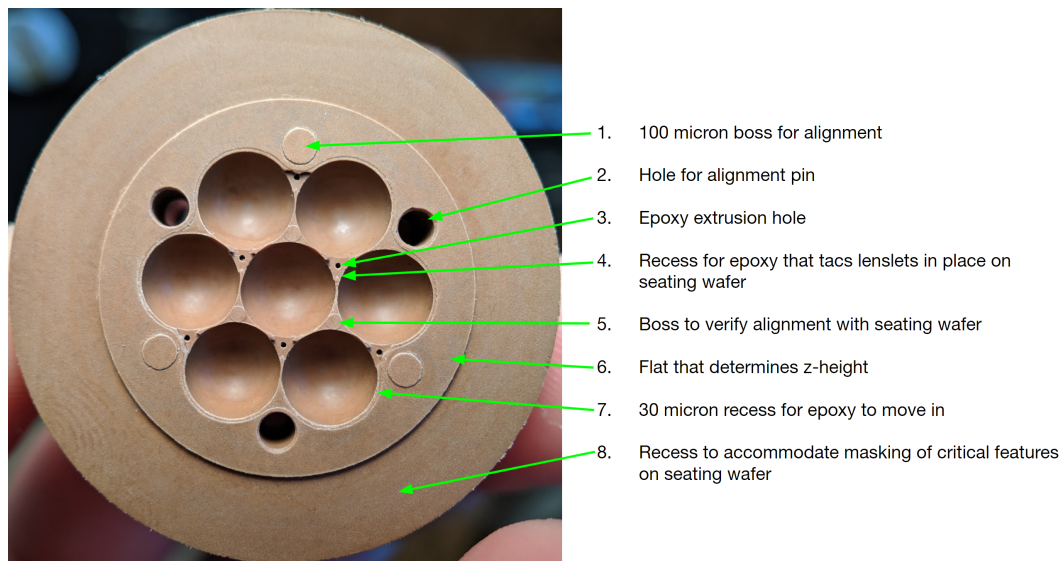 1. 100 micron boss for alignment
2. Hole for alignment pin
3. Epoxy extrusion hole
4. Recess for epoxy that tacs lenslets in place on
seating wafer
5. Boss to verify alignment with seating wafer
6. Flat that determines z-height
7. 30 micron recess for epoxy to move in
8. Recess to accommodate masking of critical features
on seating wafer